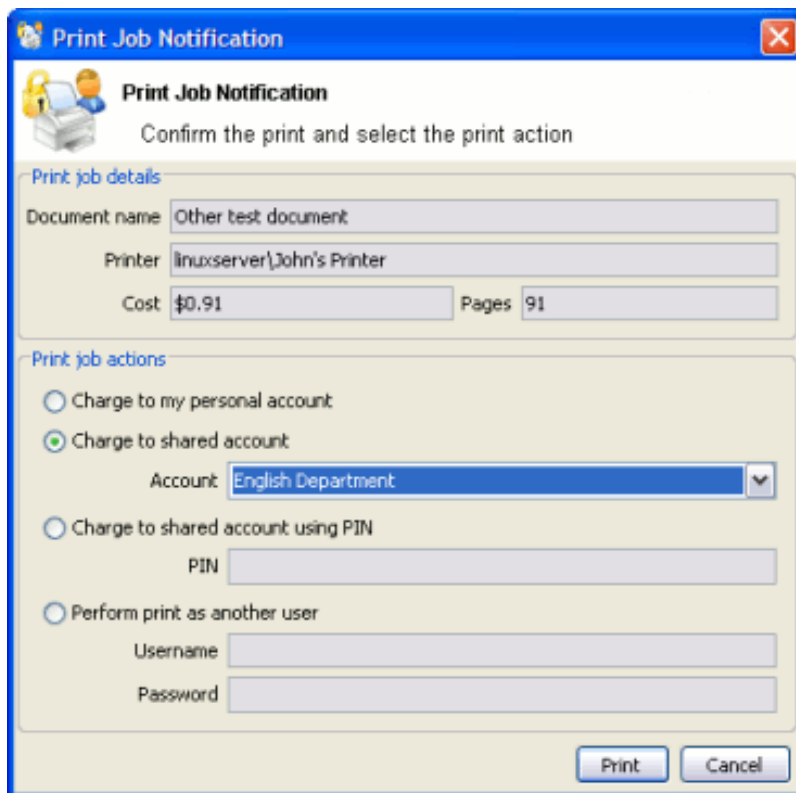 Print Job Notification
Print Job Notification
Confirm the print and select the print action
Print job details
Document name Other test document
Printer linuxserver\John's Printer
Cost $0.91 Pages 91
Print job actions
Charge to my personal account
Charge to shared account
Account English Department
Charge to shared account using PIN
PIN
Perform print as another user
Username
Password
Print Cancel